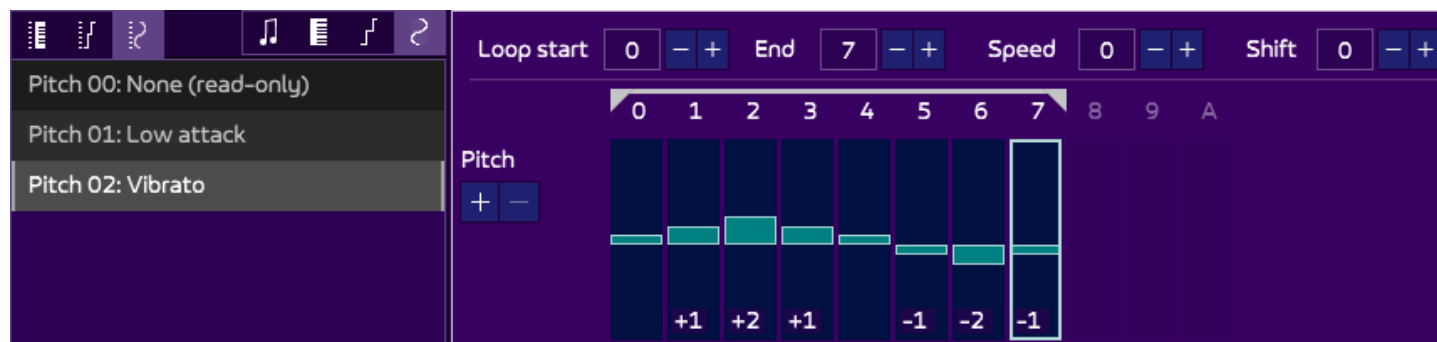 Loop start 0 - + End 7 - + Speed 0 - + Shift 0 - +
Pitch 00: None (read-only)
Pitch 01: Low attack
Pitch 02: Vibrato
0 1 2 3 4 5 6 7 8 9 A
Pitch
+ -
+1 +2 +1 -1 -2 -1